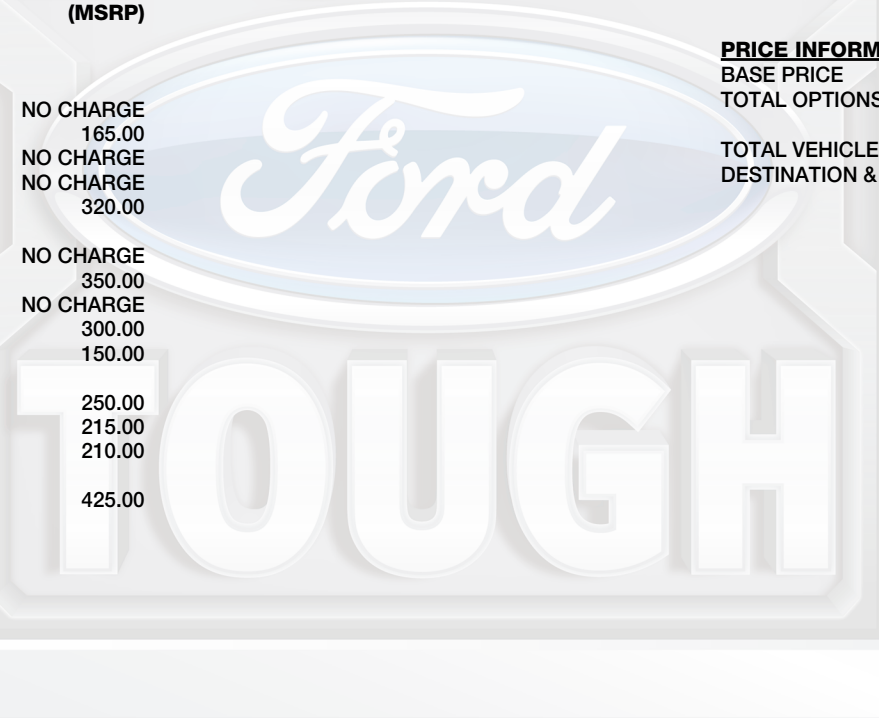 (MSRP)
NO CHARGE
165.00
NO CHARGE
NO CHARGE
320.00
NO CHARGE
350.00
NO CHARGE
300.00
150.00
250.00
215.00
210.00
425.00
PRICE INFORM
BASE PRICE
TOTAL OPTIONS
TOTAL VEHICLE
DESTINATION &
Ford
TOUGH